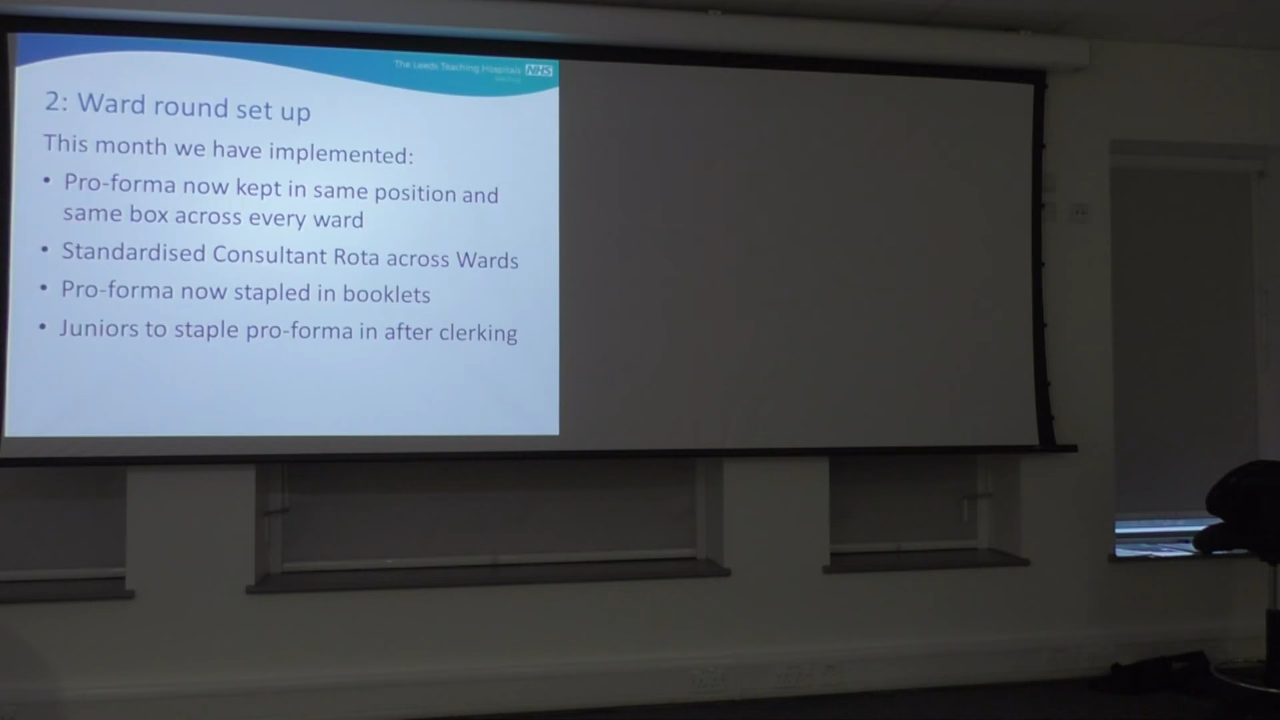 The Leeds Teaching Hospitals NHS
2: Ward round set up
This month we have implemented:
• Pro-forma now kept in same position and
same box across every ward
• Standardised Consultant Rota across Wards
• Pro-forma now stapled in booklets
• Juniors to staple pro-forma in after clerking